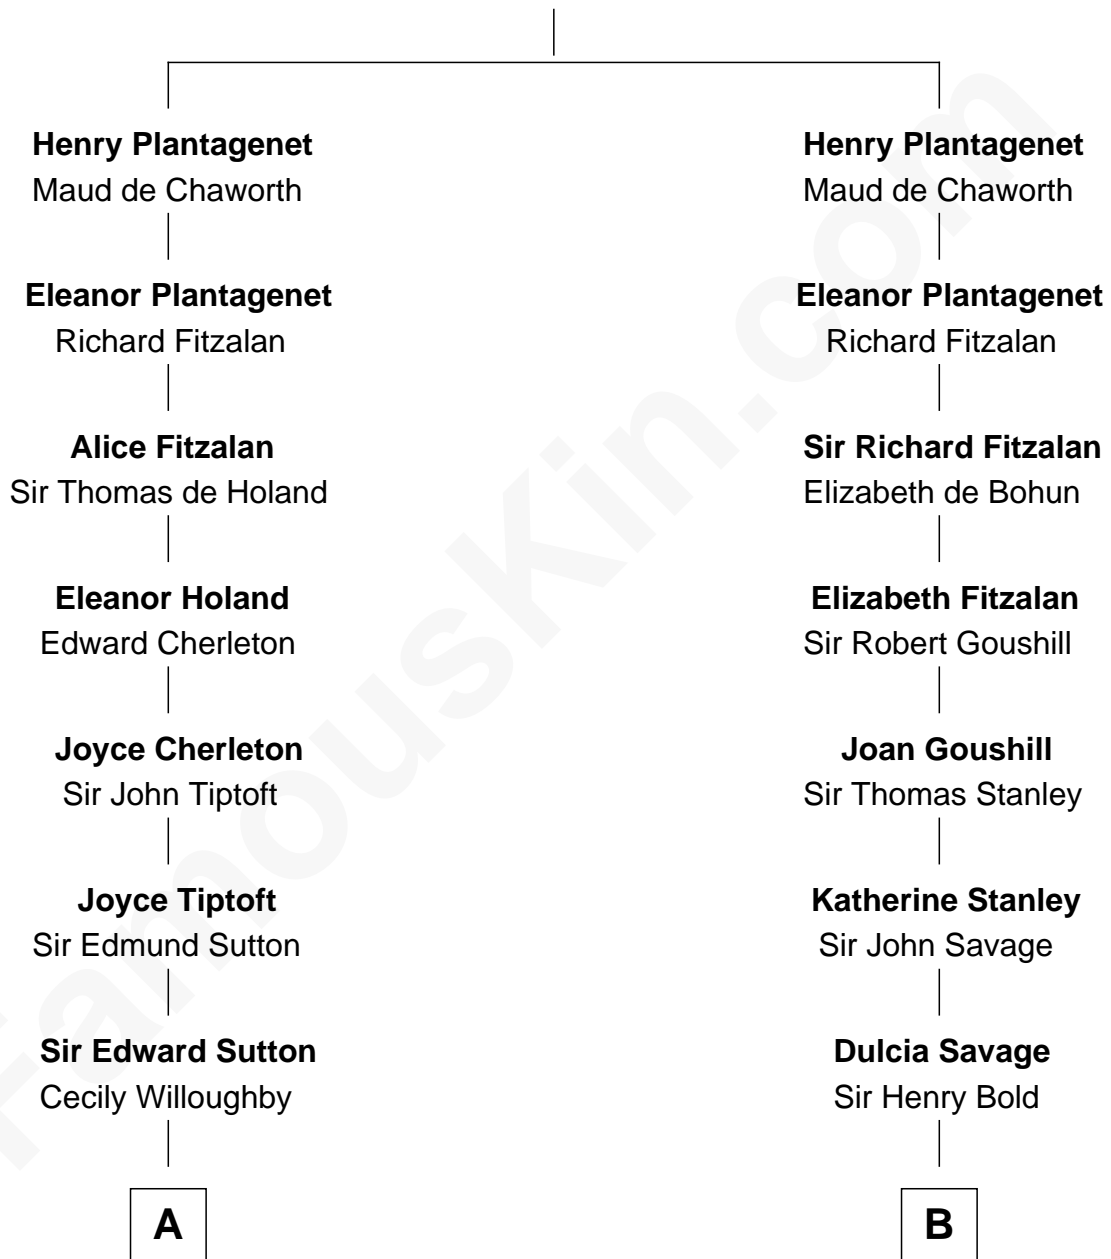 Henry Plantagenet
Maud de Chaworth
Eleanor Plantagenet
Richard Fitzalan
Alice Fitzalan
Sir Thomas de Holand
Eleanor Holand
Edward Cherleton
Joyce Cherleton
Sir John Tiptoft
Joyce Tiptoft
Sir Edmund Sutton
Sir Edward Sutton
Cecily Willoughby
A
Henry Plantagenet
Maud de Chaworth
Eleanor Plantagenet
Richard Fitzalan
Sir Richard Fitzalan
Elizabeth de Bohun
Elizabeth Fitzalan
Sir Robert Goushill
Joan Goushill
Sir Thomas Stanley
Katherine Stanley
Sir John Savage
Dulcia Savage
Sir Henry Bold
B
FamousKin.com